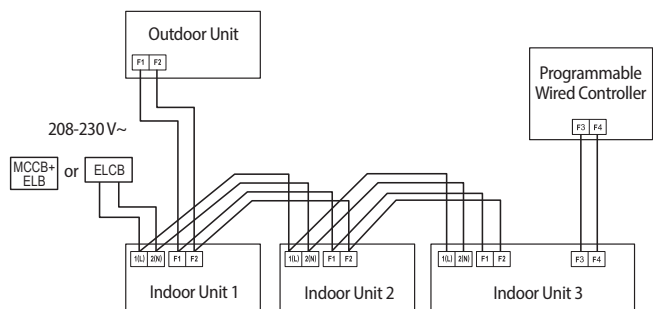 Outdoor Unit
F1 F2
Programmable
Wired Controller
F3 F4
208-230 V~
MCCB+
ELB
or
ELCB
1(L) 2(N) F1 F2
Indoor Unit 1
1(L) 2(N) F1 F2
Indoor Unit 2
1(L) 2(N) F1 F2 F3 F4
Indoor Unit 3